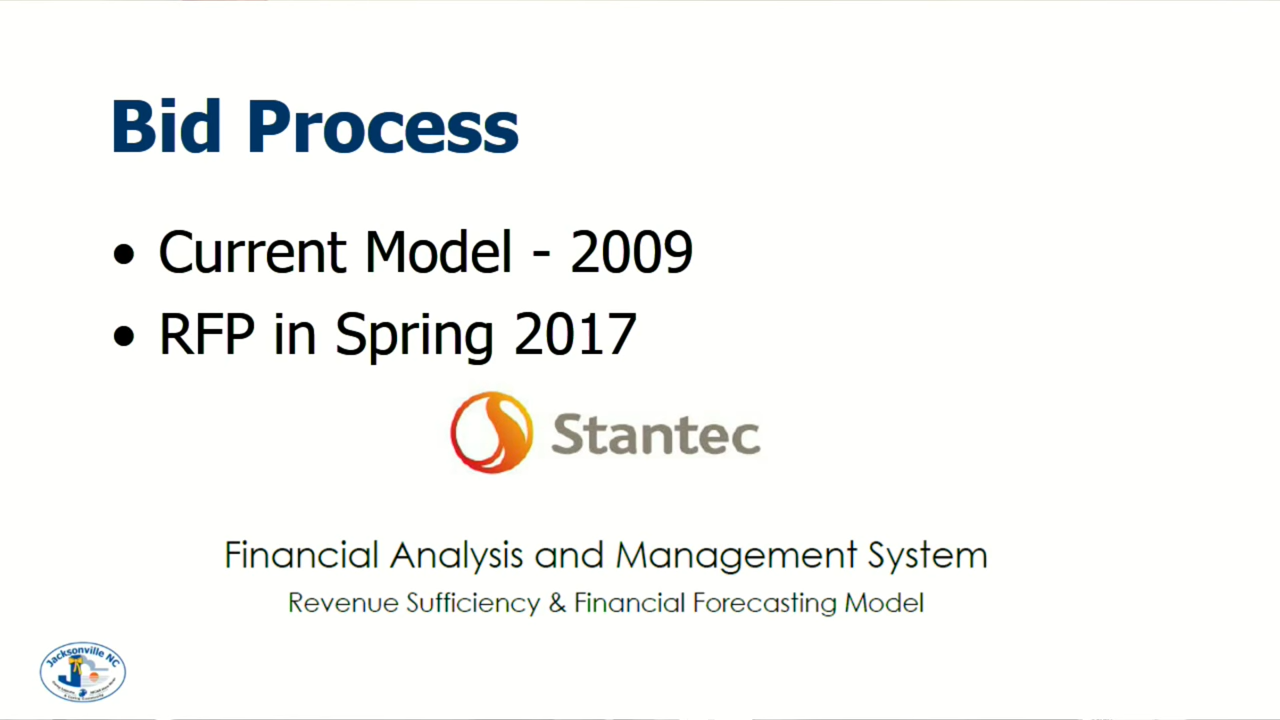 Bid Process
• Current Model - 2009
• RFP in Spring 2017
Stantec
Financial Analysis and Management System
Revenue Sufficiency & Financial Forecasting Model
Jacksonville NC